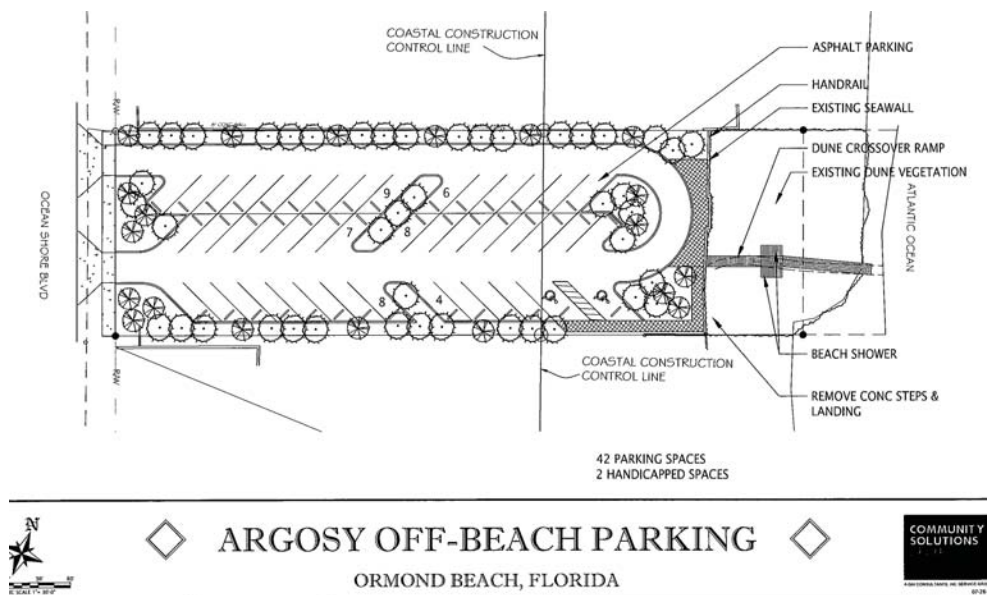 COASTAL CONSTRUCTION
CONTROL LINE
ASPHALT PARKING
HANDRAIL
EXISTING SEAWALL
DUNE CROSSOVER RAMP
EXISTING DUNE VEGETATION
R/W
9
6
7
8
8
4
OCEAN SHORE BLVD
ATLANTIC OCEAN
R/W
COASTAL CONSTRUCTION
CONTROL LINE
BEACH SHOWER
REMOVE CONC STEPS &
LANDING
42 PARKING SPACES
2 HANDICAPPED SPACES
N
ARGOSY OFF-BEACH PARKING
ORMOND BEACH, FLORIDA
COMMUNITY
SOLUTIONS